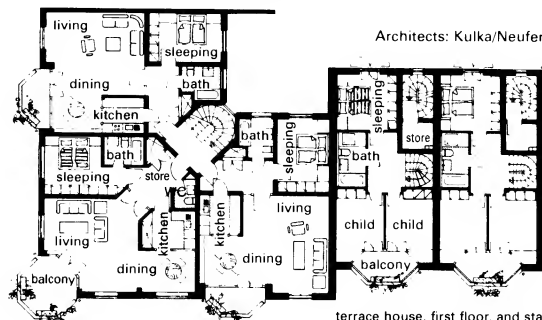 Architects: Kulka/Neufer
living
sleeping
dining
bath
kitchen
bath
sleeping
store
wc
bath
sleeping
living
kitchen
dining
balcony
living
kitchen
dining
sleeping
store
bath
child
child
balcony
terrace house, first floor, and sta